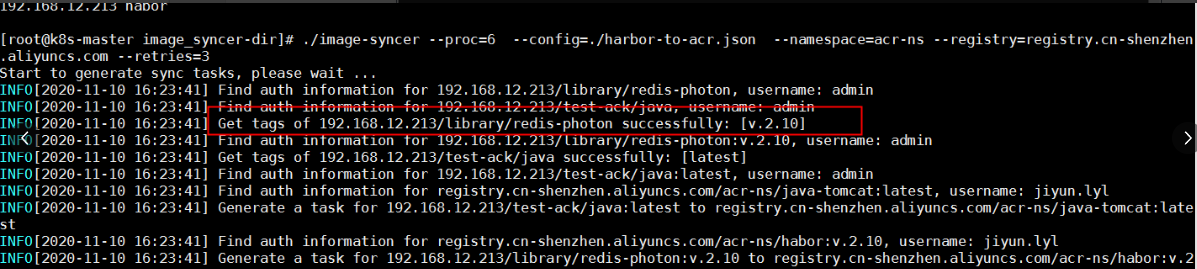 192.168.12.213 habor
[root@k8s-master image_syncer-dir]# ./image-syncer --proc=6  --config=./harbor-to-acr.json  --namespace=acr-ns --registry=registry.cn-shenzhen
.aliyuncs.com --retries=3
Start to generate sync tasks, please wait ...
INFO[2020-11-10 16:23:41] Find auth information for 192.168.12.213/library/redis-photon, username: admin
INFO[2020-11-10 16:23:41] Find auth information for 192.168.12.213/test-ack/java, username: admin
INFO[2020-11-10 16:23:41] Get tags of 192.168.12.213/library/redis-photon successfully: [v.2.10]
INFO[2020-11-10 16:23:41] Find auth information for 192.168.12.213/library/redis-photon:v.2.10, username: admin
INFO[2020-11-10 16:23:41] Get tags of 192.168.12.213/test-ack/java successfully: [latest]
INFO[2020-11-10 16:23:41] Find auth information for 192.168.12.213/test-ack/java:latest, username: admin
INFO[2020-11-10 16:23:41] Find auth information for registry.cn-shenzhen.aliyuncs.com/acr-ns/java-tomcat:latest, username: jiyun.lyl
INFO[2020-11-10 16:23:41] Generate a task for 192.168.12.213/test-ack/java:latest to registry.cn-shenzhen.aliyuncs.com/acr-ns/java-tomcat:late
st
INFO[2020-11-10 16:23:41] Find auth information for registry.cn-shenzhen.aliyuncs.com/acr-ns/habor:v.2.10, username: jiyun.lyl
INFO[2020-11-10 16:23:41] Generate a task for 192.168.12.213/library/redis-photon:v.2.10 to registry.cn-shenzhen.aliyuncs.com/acr-ns/habor:v.2